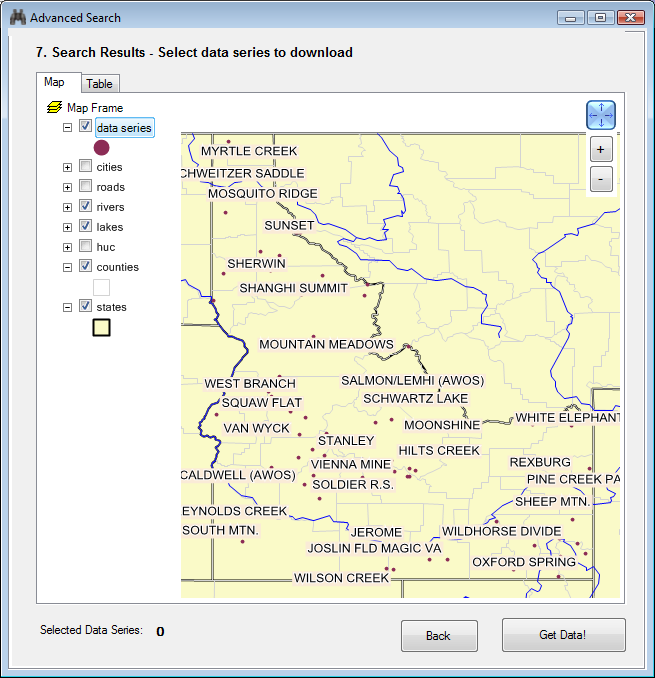 Advanced Search
7. Search Results - Select data series to download
Map
Table
Map Frame
data series
cities
roads
rivers
lakes
huc
counties
states
+
-
MYRTLE CREEK
CHWEITZER SADDLE
MOSQUITO RIDGE
SUNSET
SHERWIN
SHANGHI SUMMIT
MOUNTAIN MEADOWS
WEST BRANCH
SALMON/LEMHI (AWOS)
SQUAW FLAT
SCHWARTZ LAKE
VAN WYCK
MOONSHINE
WHITE ELEPHANT
STANLEY
HILTS CREEK
VIENNA MINE
REXBURG
CALDWELL (AWOS)
SOLDIER R.S.
PINE CREEK PA
SHEEP MTN.
EYNOLDS CREEK
SOUTH MTN.
JEROME
WILDHORSE DIVIDE
JOSLIN FLD MAGIC VA
OXFORD SPRING
WILSON CREEK
Selected Data Series: 0
Back
Get Data!